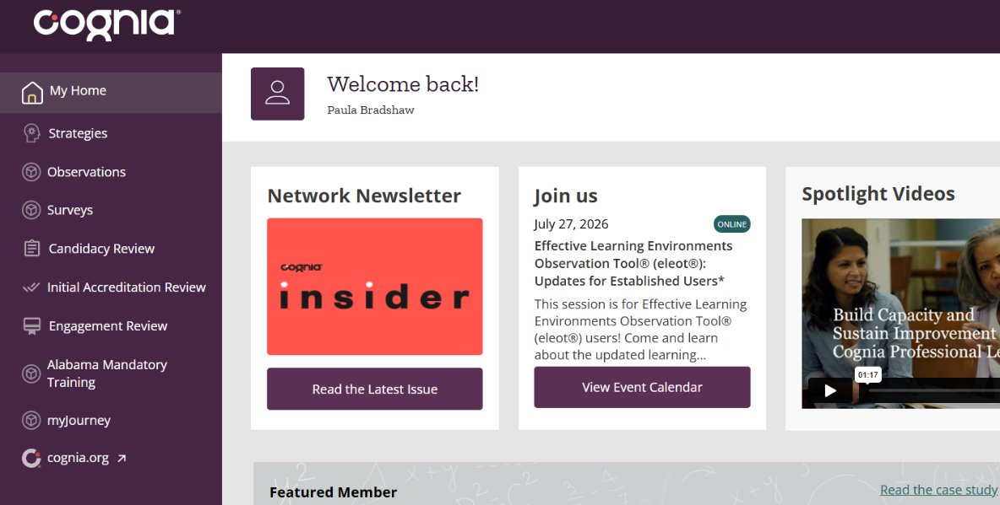 cognia®
My Home
Strategies
Observations
Surveys
Candidacy Review
Initial Accreditation Review
Engagement Review
Alabama Mandatory
Training
myJourney
cognia.org ↗
Welcome back!
Paula Bradshaw
Network Newsletter
cognia
insider
Read the Latest Issue
Join us
July 27, 2026
ONLINE
Effective Learning Environments
Observation Tool® (eleot®):
Updates for Established Users*
This session is for Effective Learning
Environments Observation Tool®
(eleot®) users! Come and learn
about the updated learning...
View Event Calendar
Spotlight Videos
Build Capacity and
Sustain Improvement
Cognia Professional Le
01:17
Featured Member
Read the case study